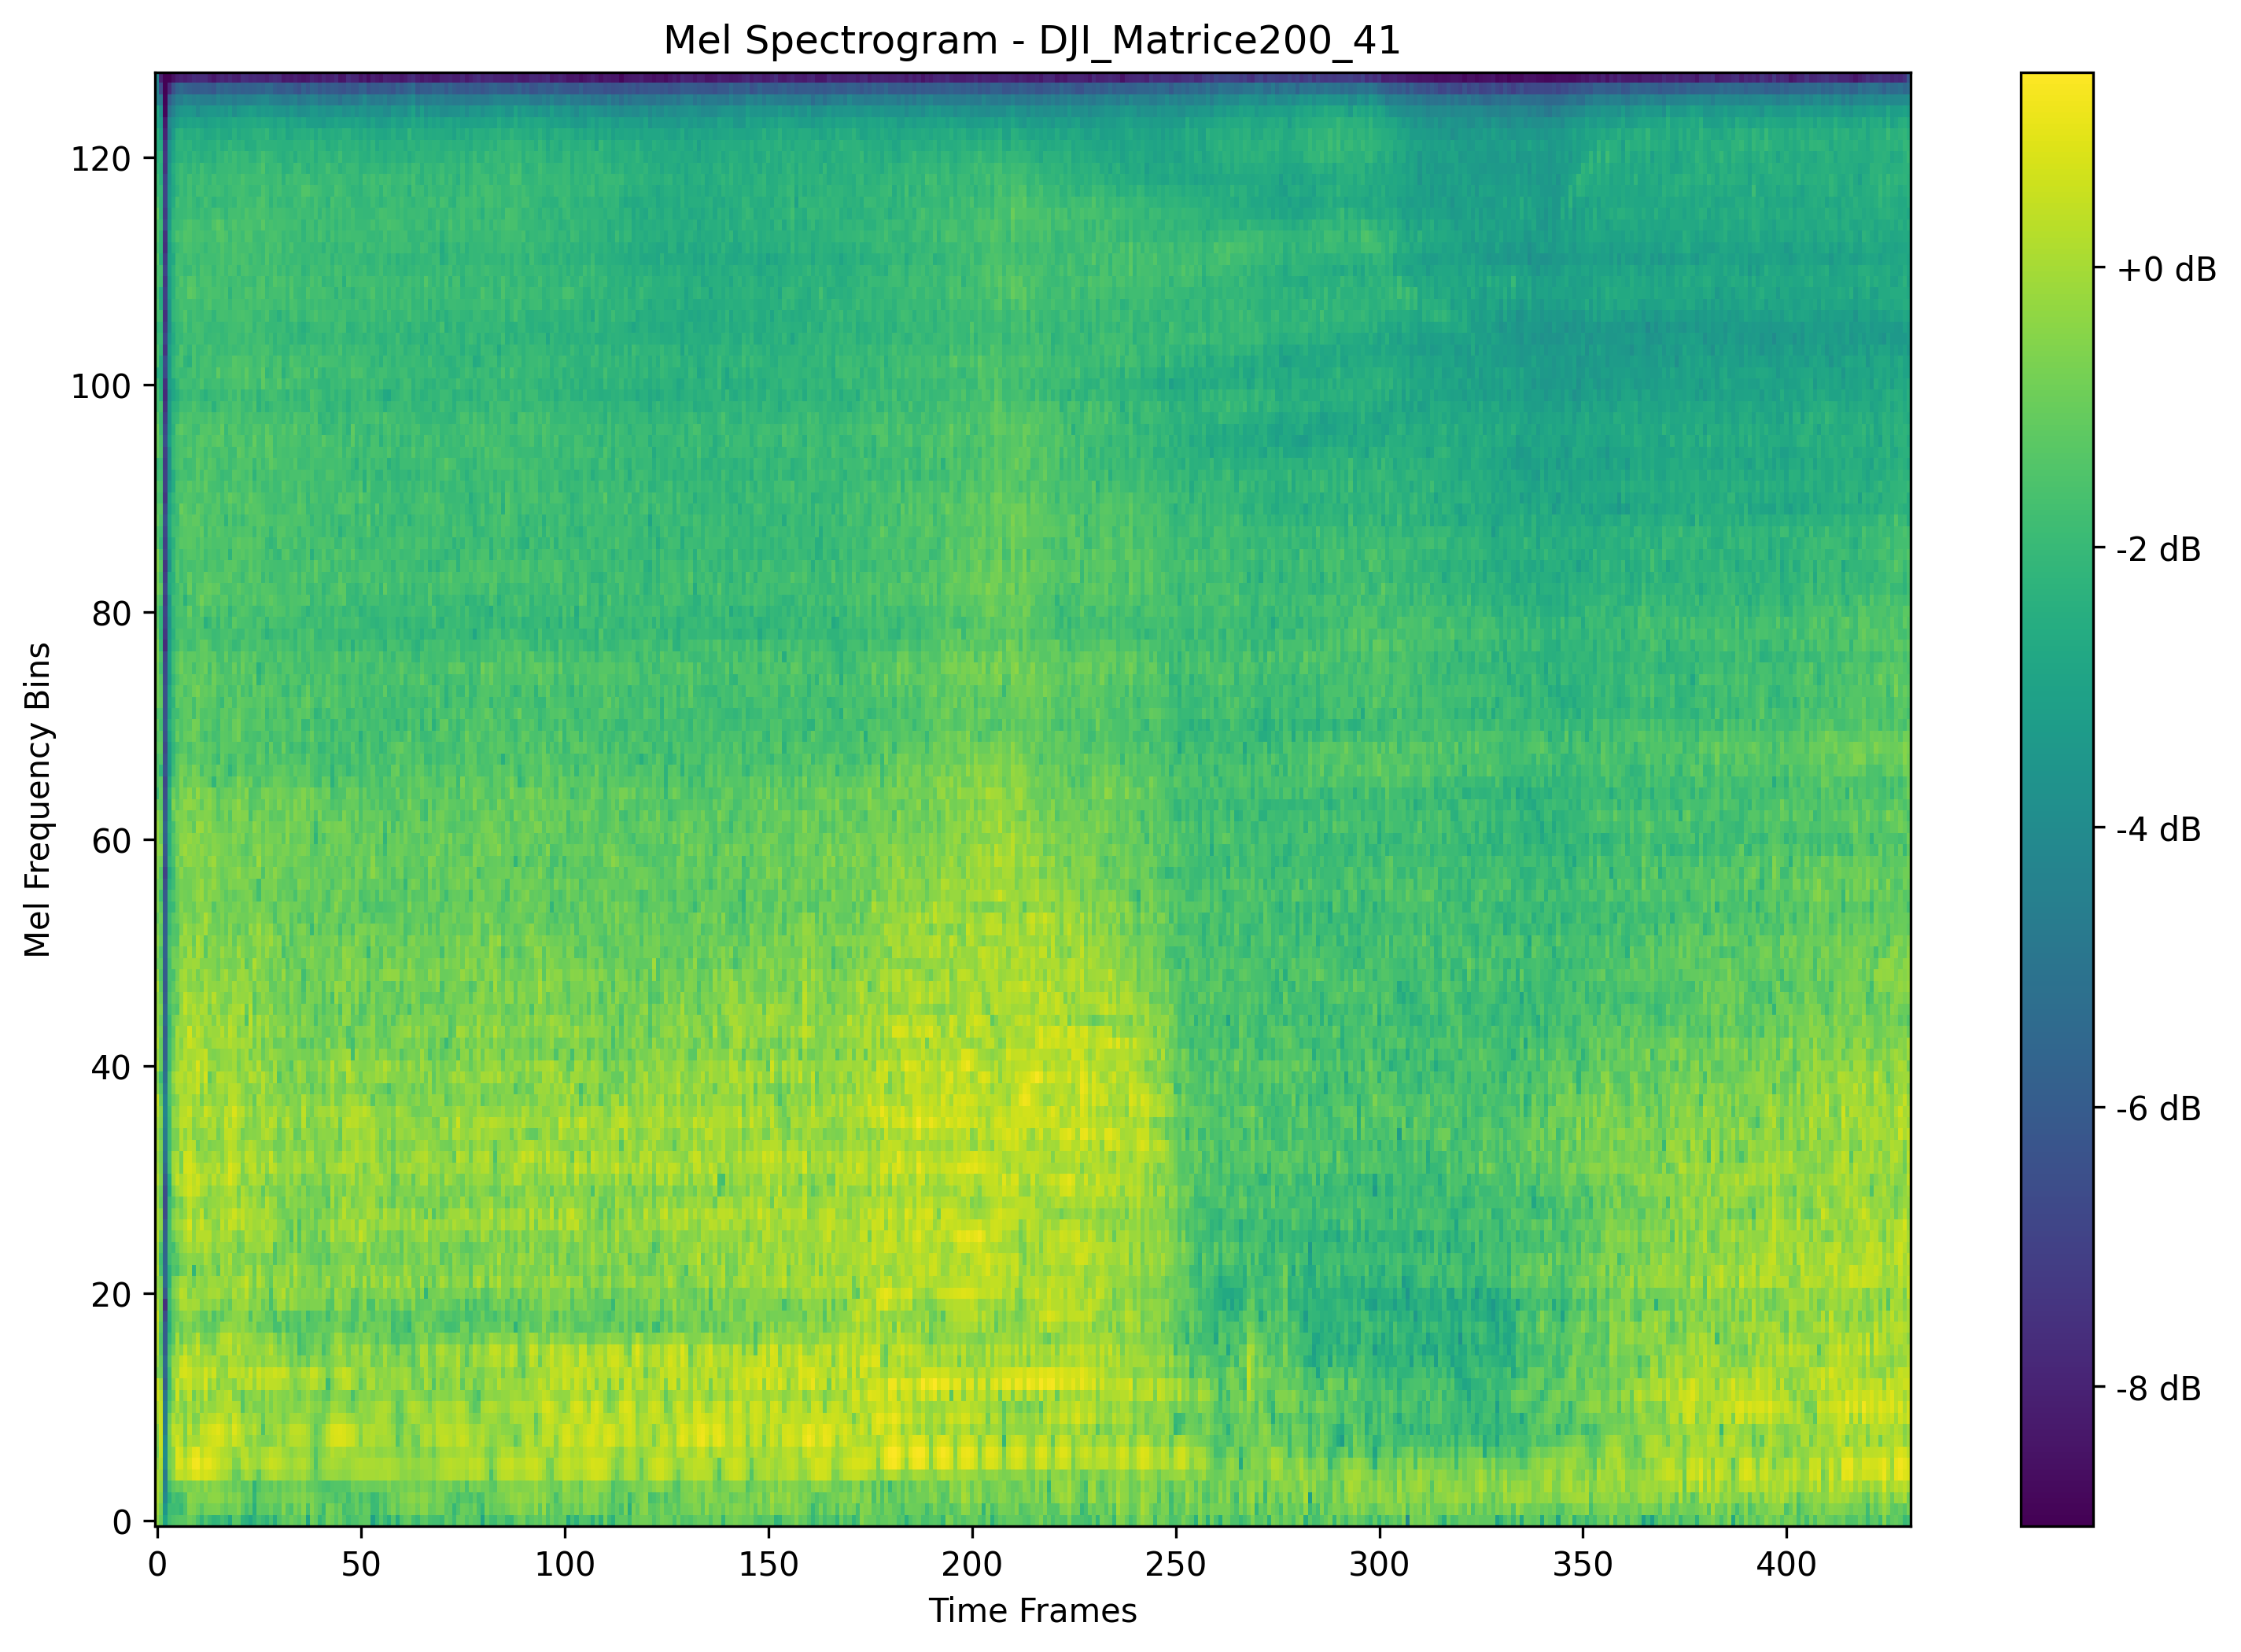 Mel Spectrogram - DJI_Matrice200_41
120
100
80
60
40
20
0
Mel Frequency Bins
0 50 100 150 200 250 300 350 400
Time Frames
+0 dB
-2 dB
-4 dB
-6 dB
-8 dB